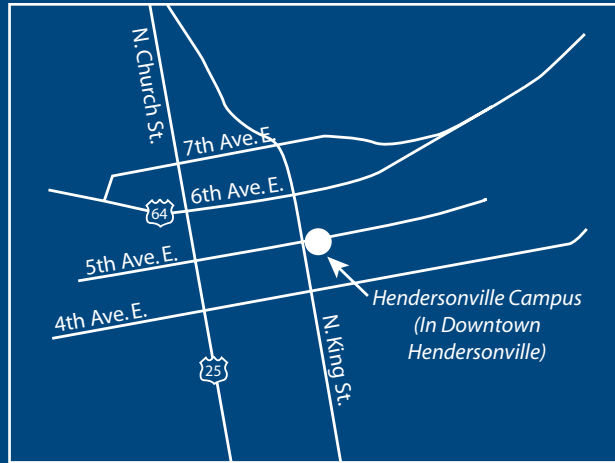 N. Church St.
7th Ave. E.
6th Ave. E.
64
5th Ave. E.
4th Ave. E.
Hendersonville Campus
(In Downtown
Hendersonville)
N. King St.
25